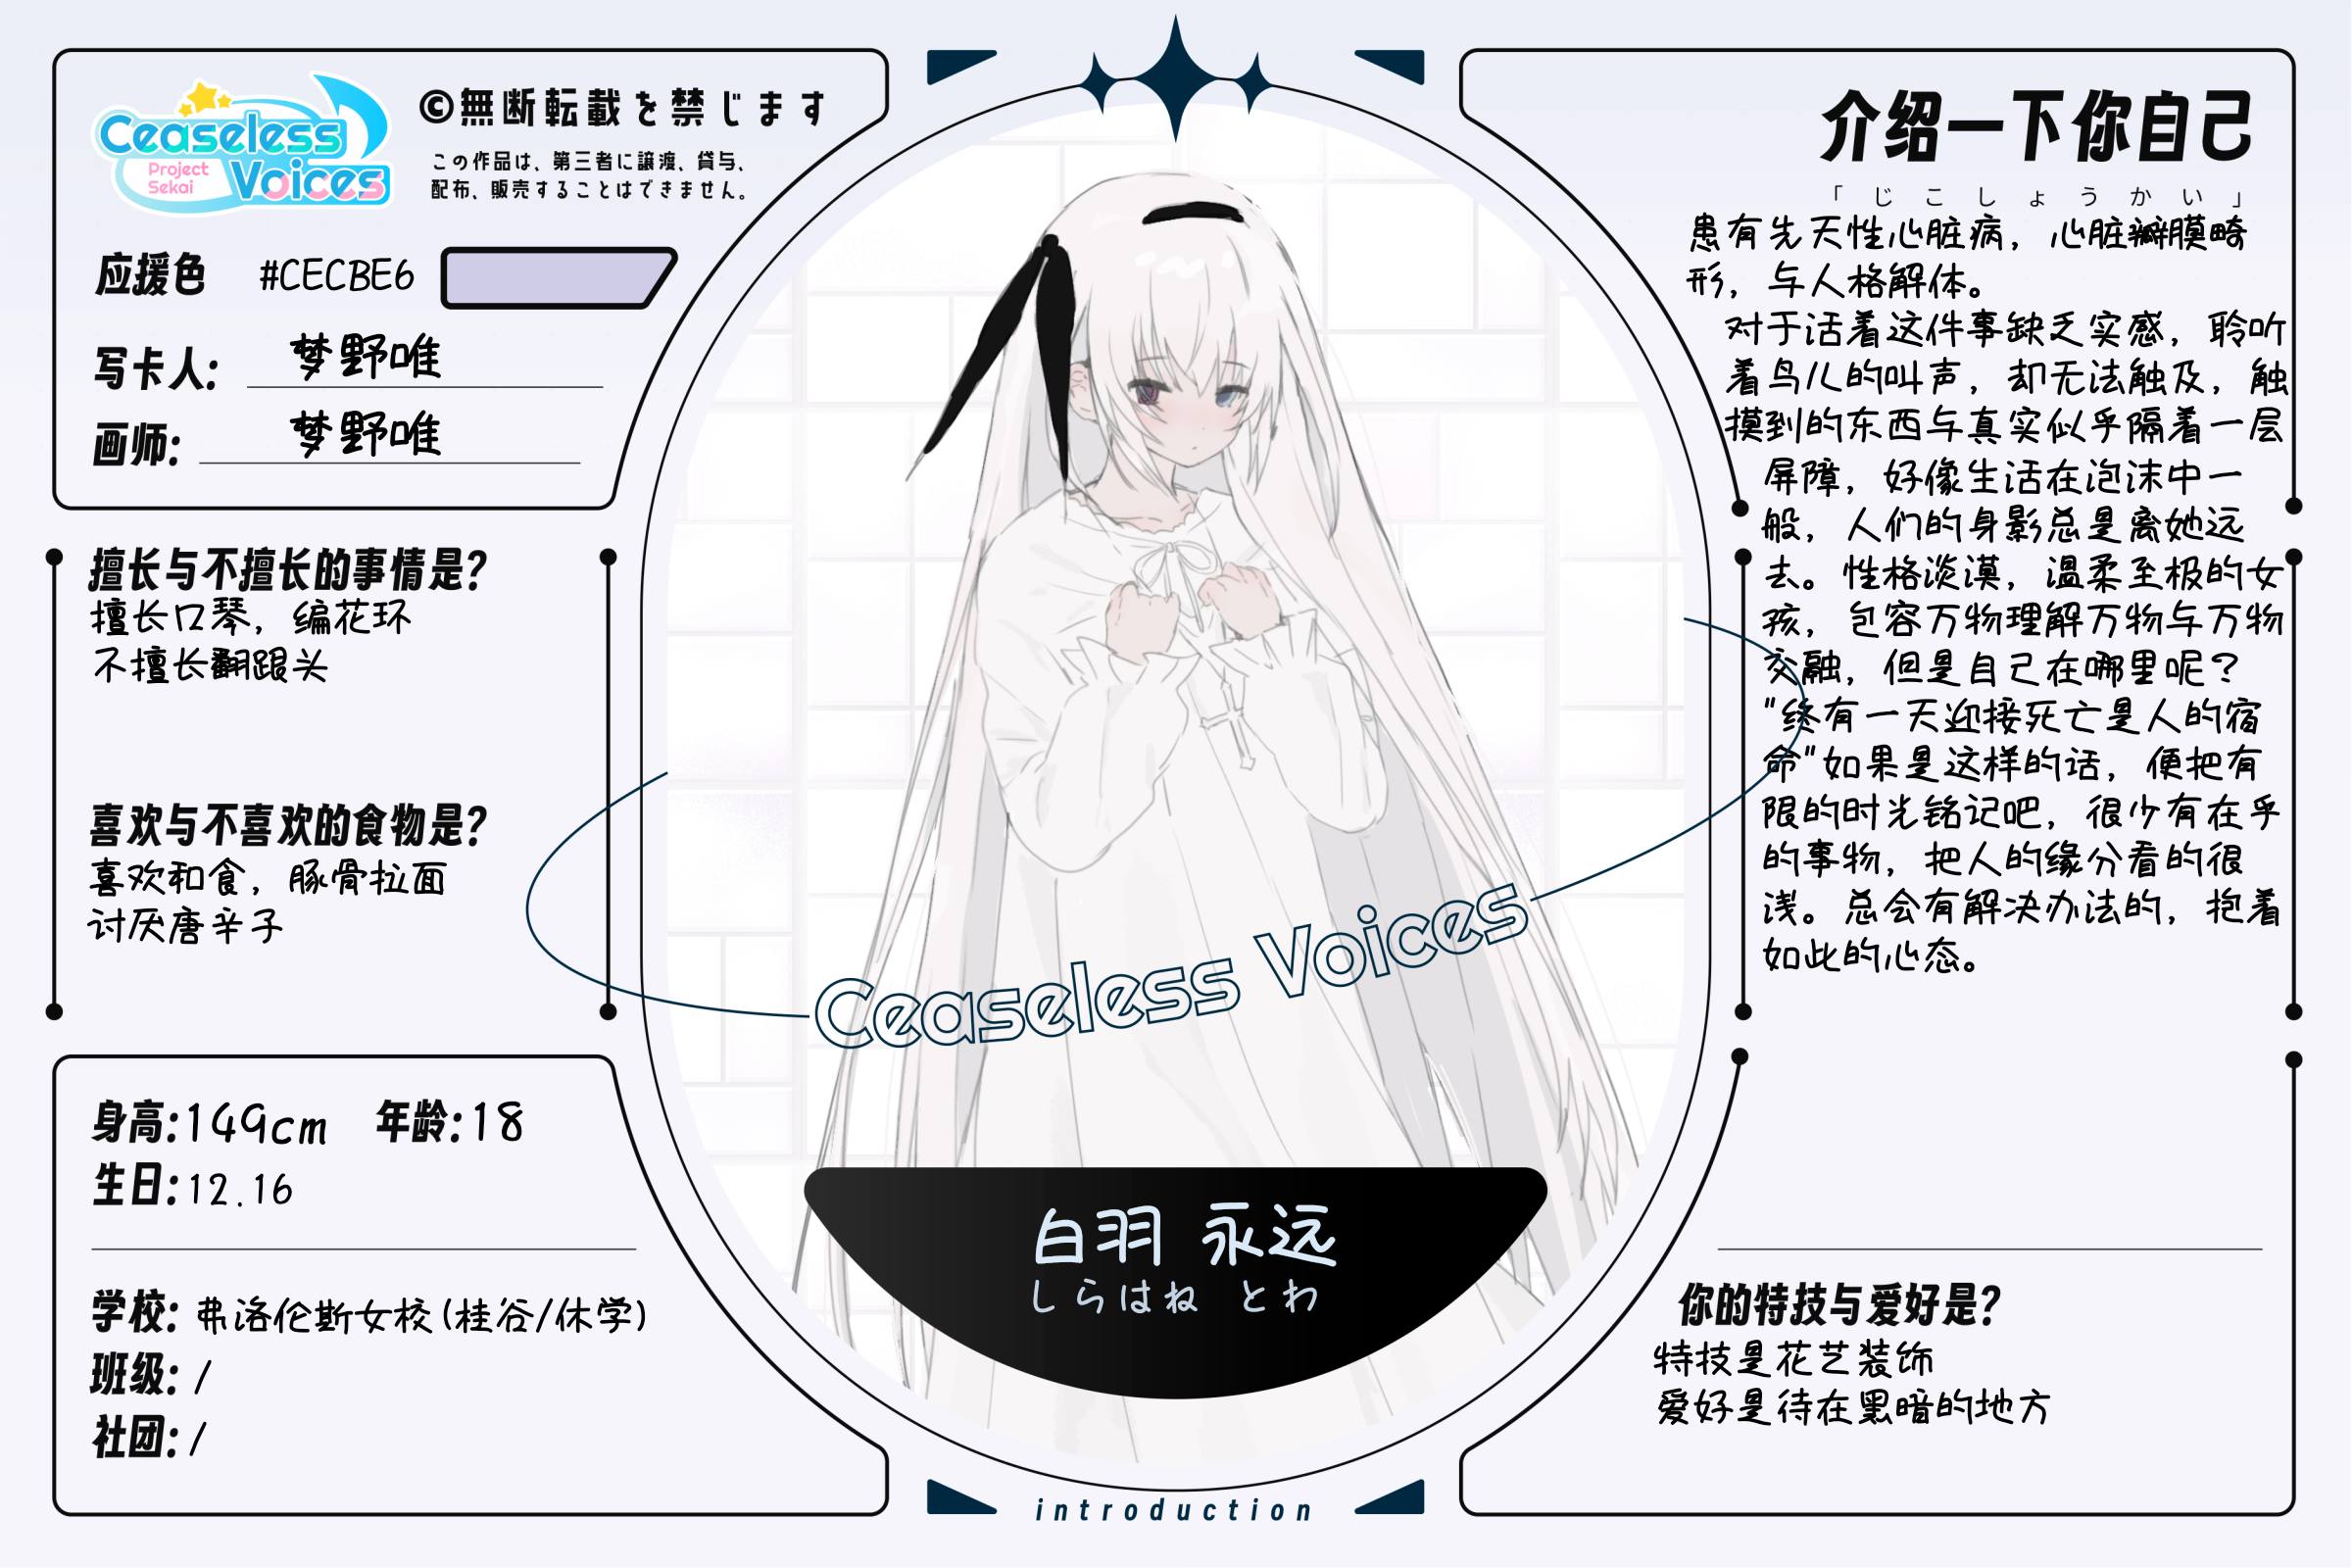 Ceaseless
Project
Sekai
Voices
©無断転載を禁じます
この作品は、第三者に譲渡、貸与、
配布、販売することはできません。
应援色 #CECBE6
写卡人: 梦野唯
画师: 梦野唯
擅长与不擅长的事情是?
擅长口琴，编花环
不擅长翻跟头
喜欢与不喜欢的食物是?
喜欢和食，豚骨拉面
讨厌唐辛子
身高:149cm 年龄:18
生日:12.16
学校: 弗洛伦斯女校(桂谷/休学)
班级: /
社团: /
Ceaseless Voices
白羽 永远
しらはね とわ
introduction
介绍一下你自己
「じこしょうかい」
患有先天性心脏病，心脏瓣膜畸
形，与人格解体。
对于活着这件事缺乏实感，聆听
着鸟儿的叫声，却无法触及，触
摸到的东西与真实似乎隔着一层
屏障，好像生活在泡沫中一
般，人们的身影总是离她远
去。性格淡漠，温柔至极的女
孩，包容万物理解万物与万物
交融，但是自己在哪里呢？
"终有一天迎接死亡是人的宿
命"如果是这样的话，便把有
限的时光铭记吧，很少有在乎
的事物，把人的缘分看的很
浅。总会有解决办法的，抱着
如此的心态。
你的特技与爱好是?
特技是花艺装饰
爱好是待在黑暗的地方